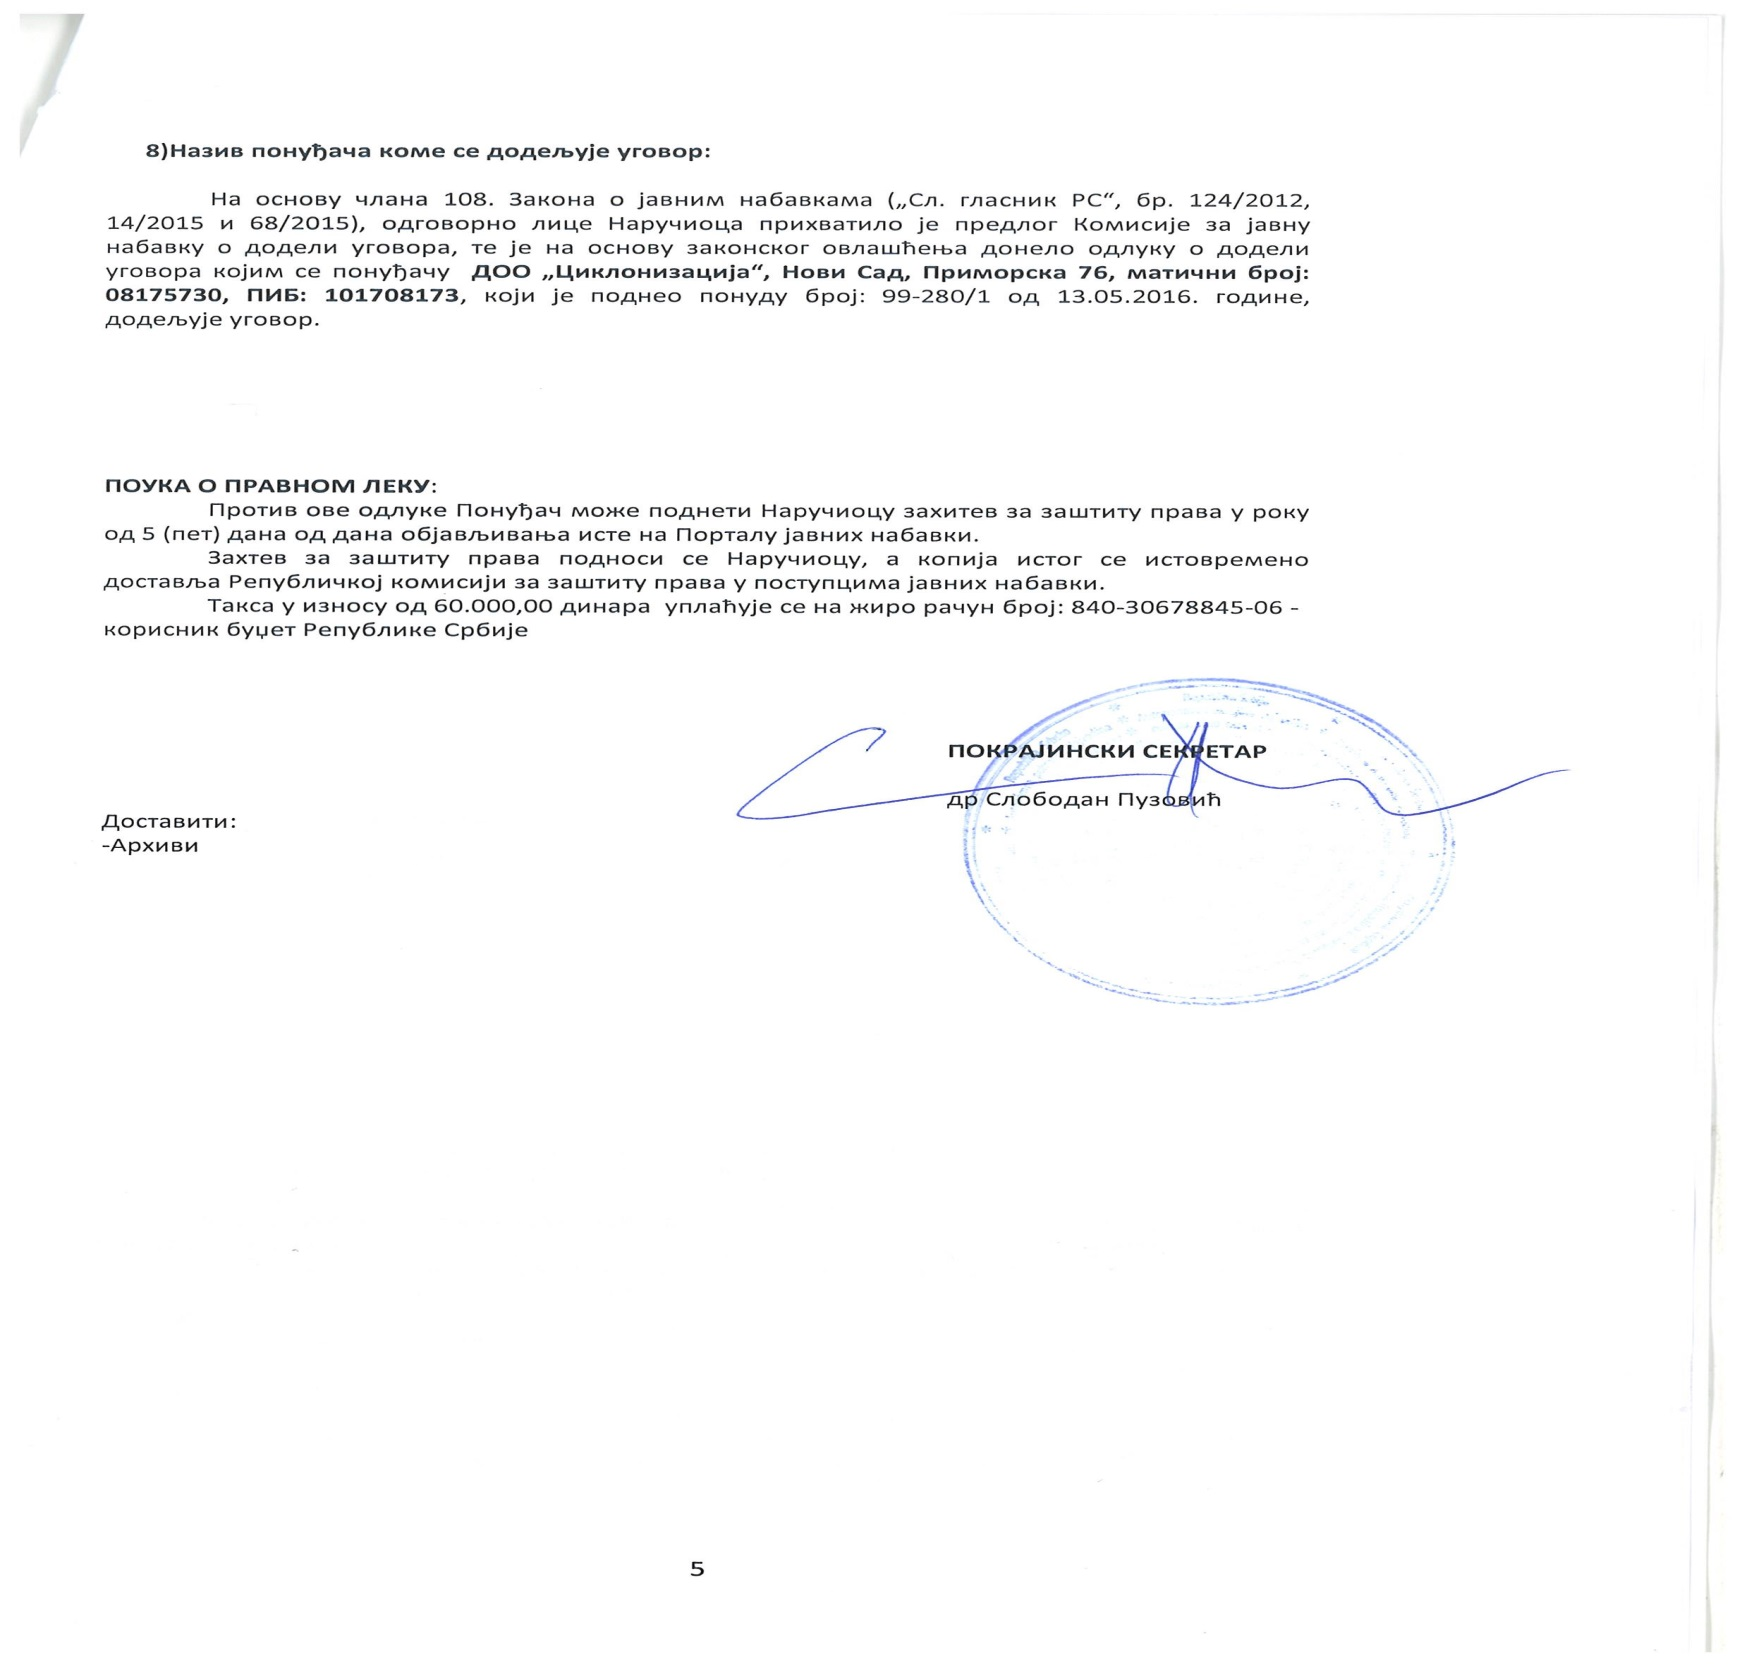 8)Назив понуђача коме се додељује уговор:
На основу члана 108. Закона о јавним набавкама („Сл. гласник РС“, бр. 124/2012,
14/2015 и 68/2015), одговорно лице Наручиоца прихватило је предлог Комисије за јавну
набавку о додели уговора, те је на основу законског овлашћења донело одлуку о додели
уговора којим се понуђачу ДОО „Циклонизација“, Нови Сад, Приморска 76, матични број:
08175730, ПИБ: 101708173, који је поднео понуду број: 99-280/1 од 13.05.2016. године,
додељује уговор.
ПОУКА О ПРАВНОМ ЛЕКУ:
Против ове одлуке Понуђач може поднети Наручиоцу захитев за заштиту права у року
од 5 (пет) дана од дана објављивања исте на Порталу јавних набавки.
Захтев за заштиту права подноси се Наручиоцу, а копија истог се истовремено
доставља Републичкој комисији за заштиту права у поступцима јавних набавки.
Такса у износу од 60.000,00 динара уплаћује се на жиро рачун број: 840-30678845-06 -
корисник буџет Републике Србије
ПОКРАЈИНСКИ СЕКРЕТАР
др Слободан Пузовић
Доставити:
-Архиви
5